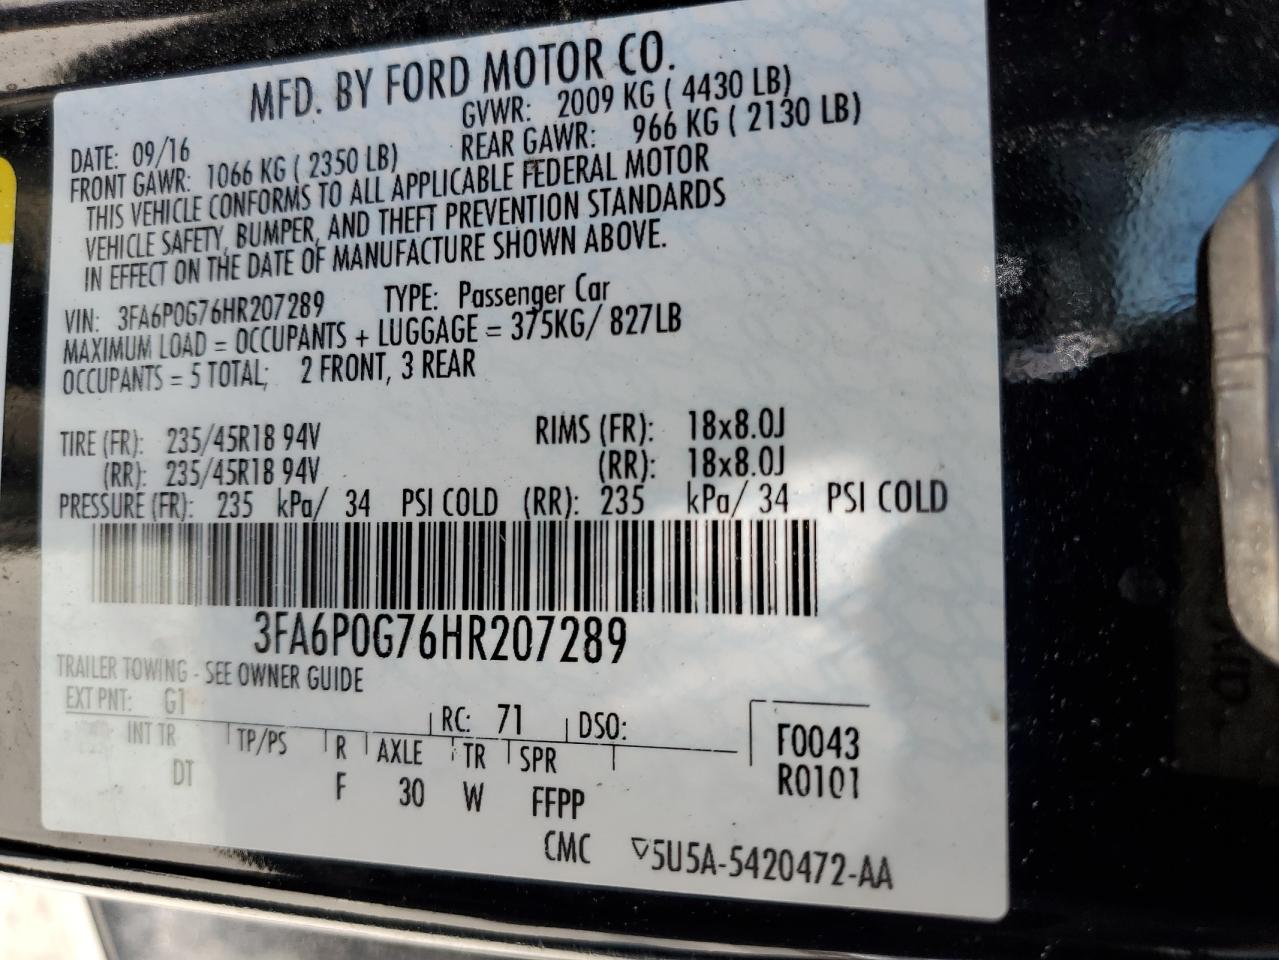 MFD. BY FORD MOTOR CO.
DATE: 09/16 GVWR: 2009 KG ( 4430 LB)
FRONT GAWR: 1066 KG ( 2350 LB) REAR GAWR: 966 KG ( 2130 LB)
THIS VEHICLE CONFORMS TO ALL APPLICABLE FEDERAL MOTOR
VEHICLE SAFETY, BUMPER, AND THEFT PREVENTION STANDARDS
IN EFFECT ON THE DATE OF MANUFACTURE SHOWN ABOVE.
VIN: 3FA6P0G76HR207289 TYPE: Passenger Car
MAXIMUM LOAD = OCCUPANTS + LUGGAGE = 375KG/ 827LB
OCCUPANTS = 5 TOTAL; 2 FRONT, 3 REAR
TIRE (FR): 235/45R18 94V RIMS (FR): 18x8.0J
(RR): 235/45R18 94V (RR): 18x8.0J
PRESSURE (FR): 235 kPa/ 34 PSI COLD (RR): 235 kPa/ 34 PSI COLD
3FA6P0G76HR207289
TRAILER TOWING - SEE OWNER GUIDE
EXT PNT: G1 RC: 71 DSO:
INT TR TP/PS R AXLE TR SPR F0043
DT F 30 W FFPP R0101
CMC 5U5A-5420472-AA